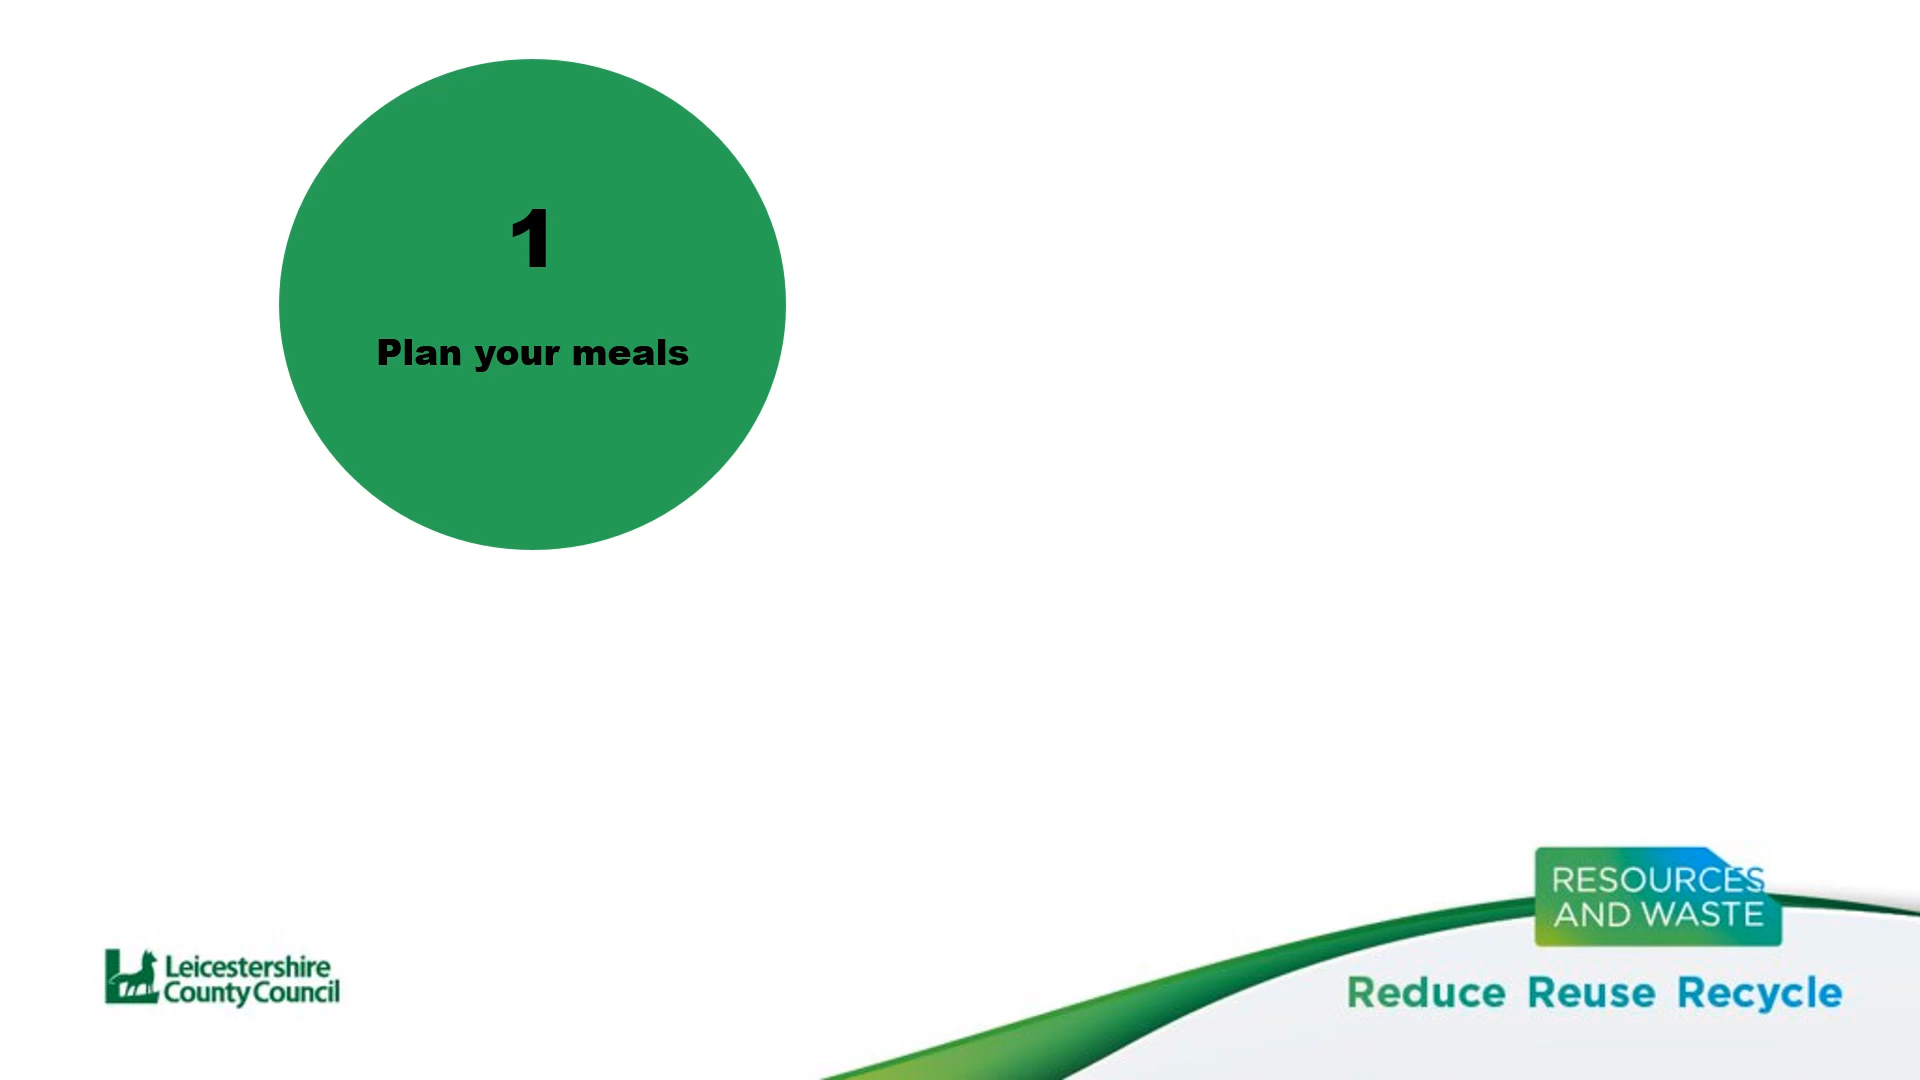 1
Plan your meals
RESOURCES
AND WASTE
Leicestershire
County Council
Reduce Reuse Recycle